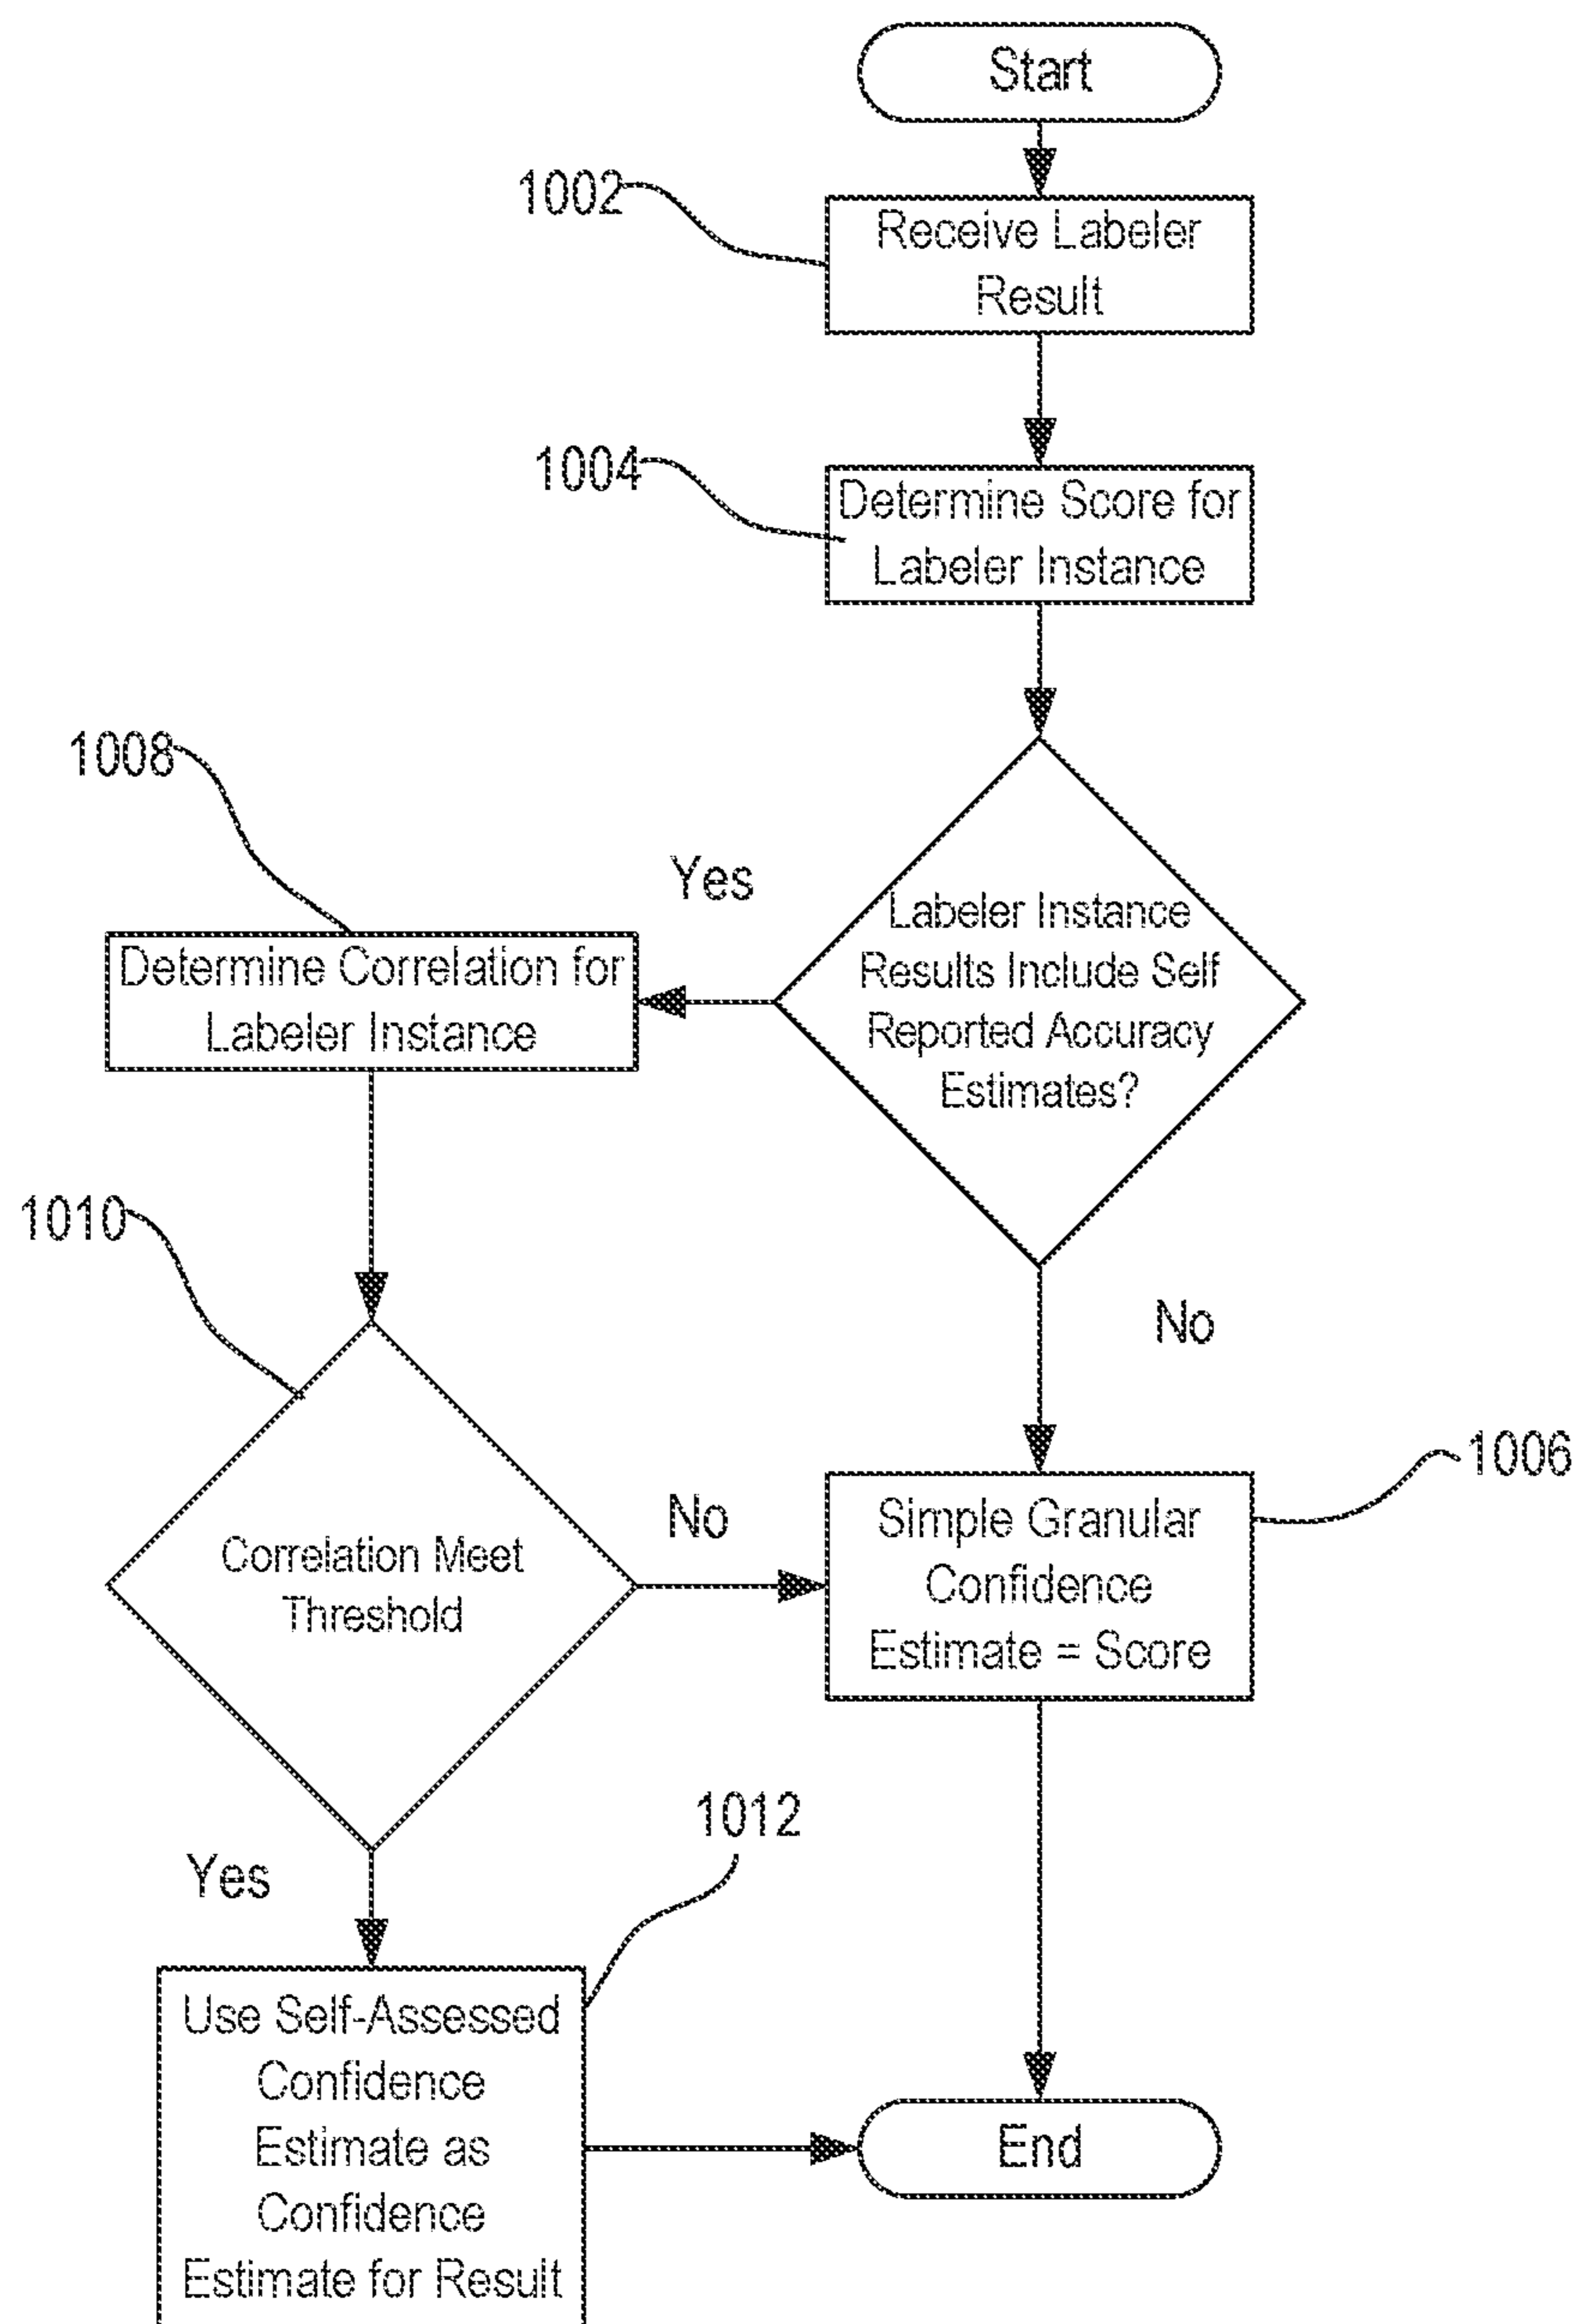 Start
1002
Receive Labeler
Result
1004
Determine Score for
Labeler Instance
1008
Yes
Labeler Instance
Results Include Self
Reported Accuracy
Estimates?
Determine Correlation for
Labeler Instance
1010
No
1006
Correlation Meet
Threshold
No
Simple Granular
Confidence
Estimate = Score
1012
Yes
Use Self-Assessed
Confidence
Estimate as
Confidence
Estimate for Result
End